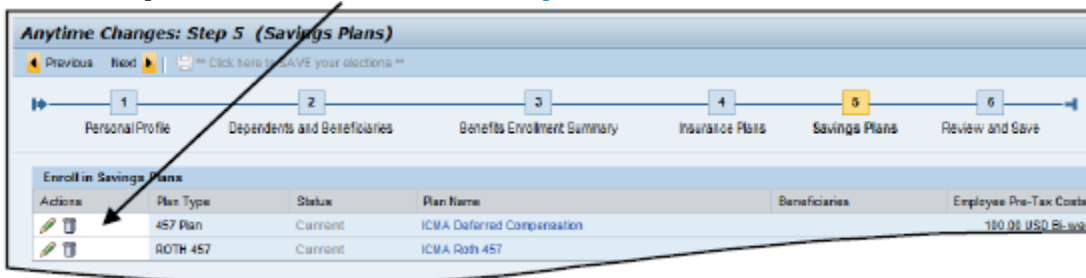 Anytime Changes: Step 5 (Savings Plans)
Previous Next ** Click here to SAVE your elections **
1 2 3 4 5 6
Personal Profile Dependents and Beneficiaries Benefits Enrollment Summary Insurance Plans Savings Plans Review and Save
Enroll in Savings Plans
Actions Plan Type Status Plan Name Beneficiaries Employee Pre-Tax Costs
457 Plan Current ICMA Deferred Compensation 100.00 USD Bi-we
ROTH 457 Current ICMA Roth 457